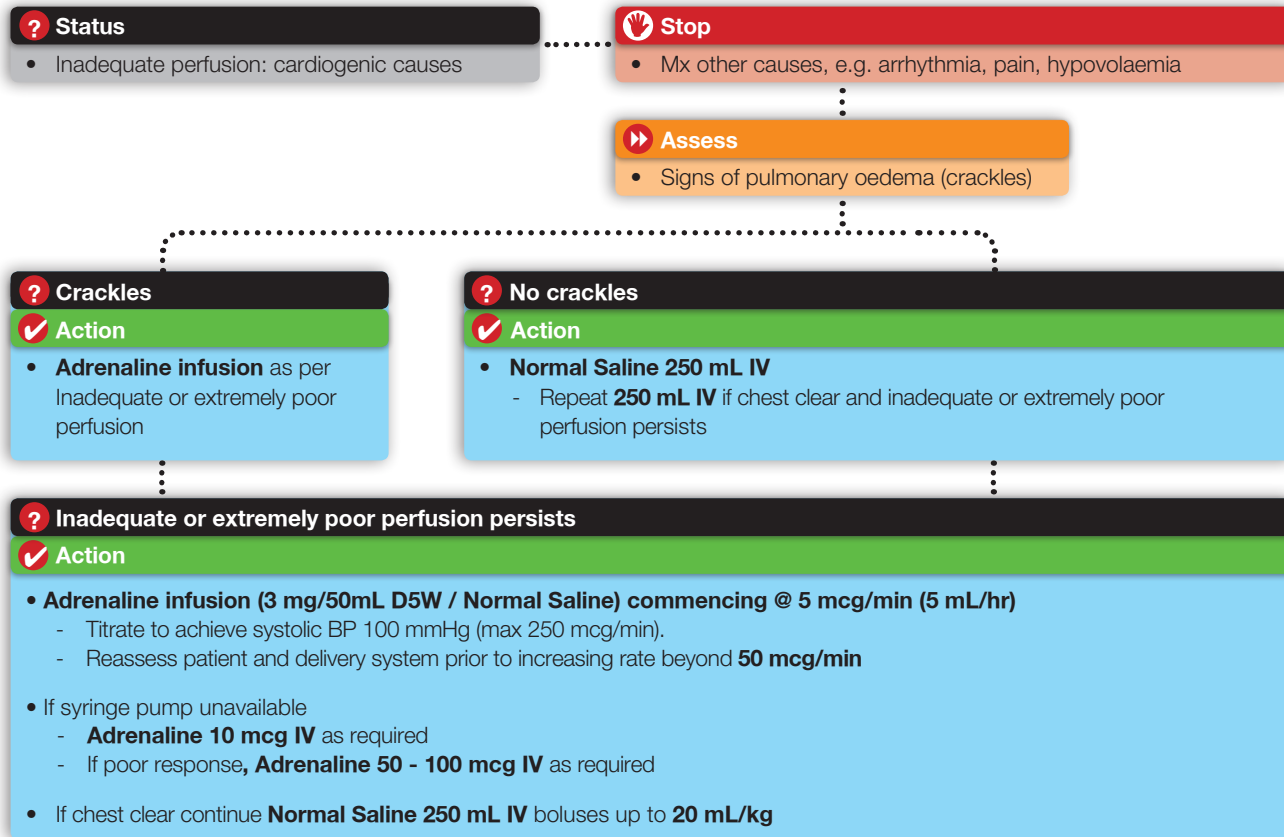 Status
• Inadequate perfusion: cardiogenic causes
Stop
• Mx other causes, e.g. arrhythmia, pain, hypovolaemia
Assess
• Signs of pulmonary oedema (crackles)
Crackles
Action
• Adrenaline infusion as per
Inadequate or extremely poor
perfusion
No crackles
Action
• Normal Saline 250 mL IV
- Repeat 250 mL IV if chest clear and inadequate or extremely poor
perfusion persists
Inadequate or extremely poor perfusion persists
Action
• Adrenaline infusion (3 mg/50mL D5W / Normal Saline) commencing @ 5 mcg/min (5 mL/hr)
- Titrate to achieve systolic BP 100 mmHg (max 250 mcg/min).
- Reassess patient and delivery system prior to increasing rate beyond 50 mcg/min
• If syringe pump unavailable
- Adrenaline 10 mcg IV as required
- If poor response, Adrenaline 50 - 100 mcg IV as required
• If chest clear continue Normal Saline 250 mL IV boluses up to 20 mL/kg